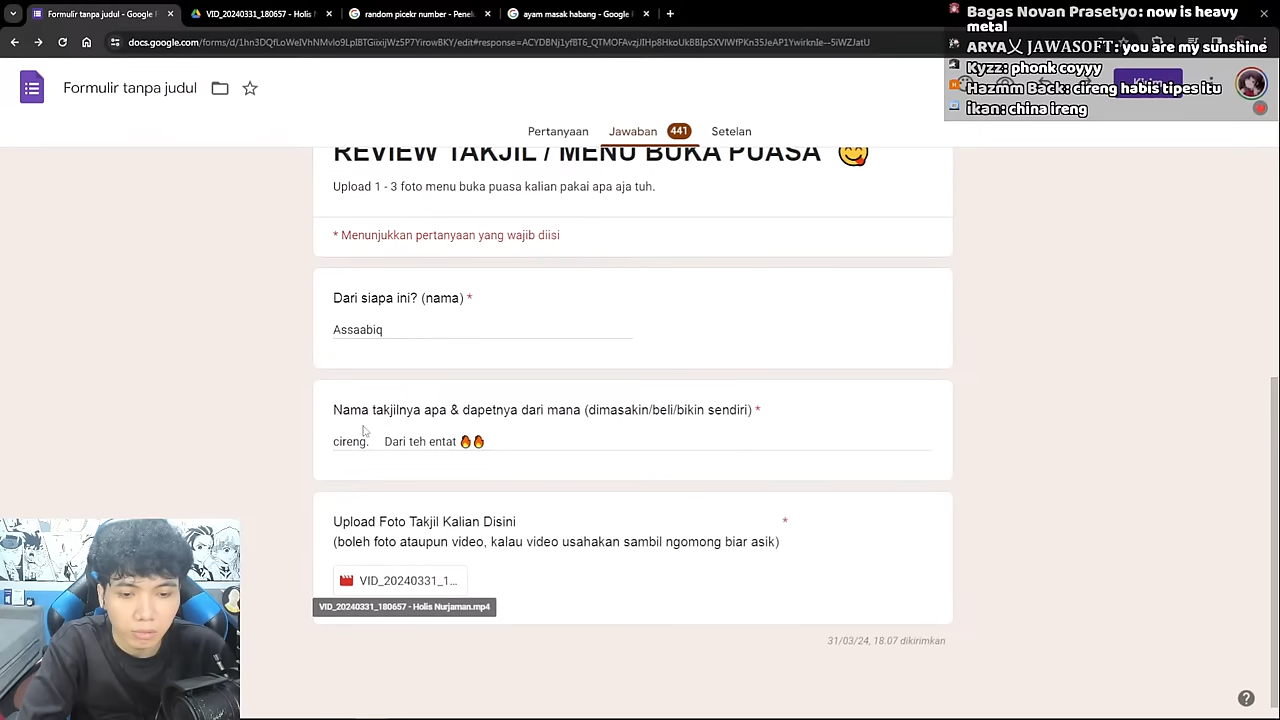 Formulir tanpa judul - Google F
VID_20240331_180657 - Holis
random picekr number - Penel
ayam masak habang - Google
docs.google.com/forms/d/
Formulir tanpa judul
Kirim
Bagas Novan Prasetyo: now is heavy
metal
ARYA乂 JAWASOFT: you are my sunshine
Kyzz: phonk coyyy
Hazmm Back: cireng habis tipes itu
ikan: china ireng
Pertanyaan Jawaban 441 Setelan
REVIEW TAKJIL / MENU BUKA PUASA 😋
Upload 1 - 3 foto menu buka puasa kalian pakai apa aja tuh.
* Menunjukkan pertanyaan yang wajib diisi
Dari siapa ini? (nama) *
Assaabiq
Nama takjilnya apa & dapetnya dari mana (dimasakin/beli/bikin sendiri) *
cireng. Dari teh entat 🔥🔥
Upload Foto Takjil Kalian Disini *
(boleh foto ataupun video, kalau video usahakan sambil ngomong biar asik)
VID_20240331_1...
VID_20240331_180657 - Holis Nurjaman.mp4
31/03/24, 18.07 dikirimkan